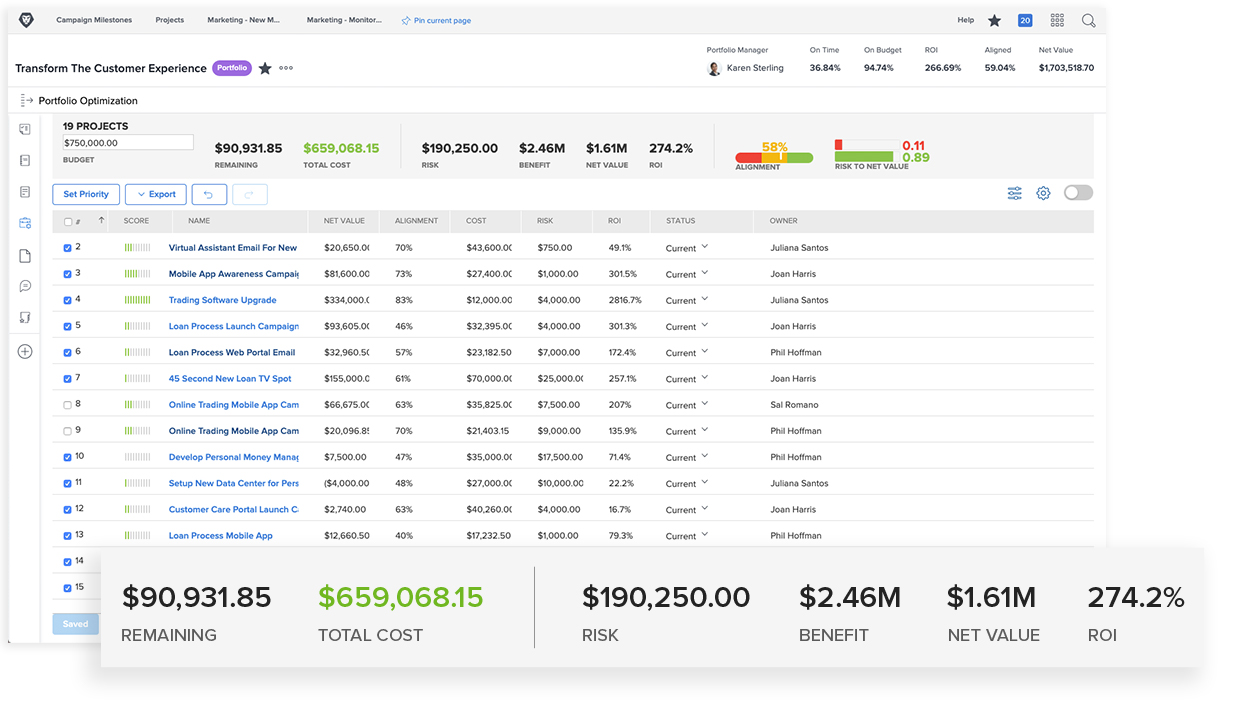 Campaign Milestones Projects Marketing - New M... Marketing - Monitor... Pin current page Help 20
Portfolio Manager On Time On Budget ROI Aligned Net Value
Transform The Customer Experience Portfolio Karen Sterling 36.84% 94.74% 266.69% 59.04% $1,703,518.70
Portfolio Optimization
19 PROJECTS
$750,000.00
BUDGET
$90,931.85 $659,068.15 $190,250.00 $2.46M $1.61M 274.2% 58% 0.11
0.89
REMAINING TOTAL COST RISK BENEFIT NET VALUE ROI ALIGNMENT RISK TO NET VALUE
Set Priority Export
# SCORE NAME NET VALUE ALIGNMENT COST RISK ROI STATUS OWNER
2 Virtual Assistant Email For New $20,650.00 70% $43,600.00 $750.00 49.1% Current Juliana Santos
3 Mobile App Awareness Campaig $81,600.00 73% $27,400.00 $1,000.00 301.5% Current Joan Harris
4 Trading Software Upgrade $334,000.0 83% $12,000.00 $4,000.00 2816.7% Current Juliana Santos
5 Loan Process Launch Campaign $93,605.00 46% $32,395.00 $4,000.00 301.3% Current Joan Harris
6 Loan Process Web Portal Email $32,960.50 57% $23,182.50 $7,000.00 172.4% Current Phil Hoffman
7 45 Second New Loan TV Spot $155,000.0 61% $70,000.00 $25,000.00 257.1% Current Joan Harris
8 Online Trading Mobile App Cam $66,675.00 63% $35,825.00 $7,500.00 207% Current Sal Romano
9 Online Trading Mobile App Cam $20,096.85 70% $21,403.15 $9,000.00 135.9% Current Phil Hoffman
10 Develop Personal Money Manag $7,500.00 47% $35,000.00 $17,500.00 71.4% Current Phil Hoffman
11 Setup New Data Center for Pers ($4,000.00 48% $27,000.00 $10,000.00 22.2% Current Juliana Santos
12 Customer Care Portal Launch C $2,740.00 63% $40,260.00 $4,000.00 16.7% Current Joan Harris
13 Loan Process Mobile App $12,660.50 40% $17,232.50 $1,000.00 79.3% Current Phil Hoffman
14
15
Saved
$90,931.85 $659,068.15 $190,250.00 $2.46M $1.61M 274.2%
REMAINING TOTAL COST RISK BENEFIT NET VALUE ROI